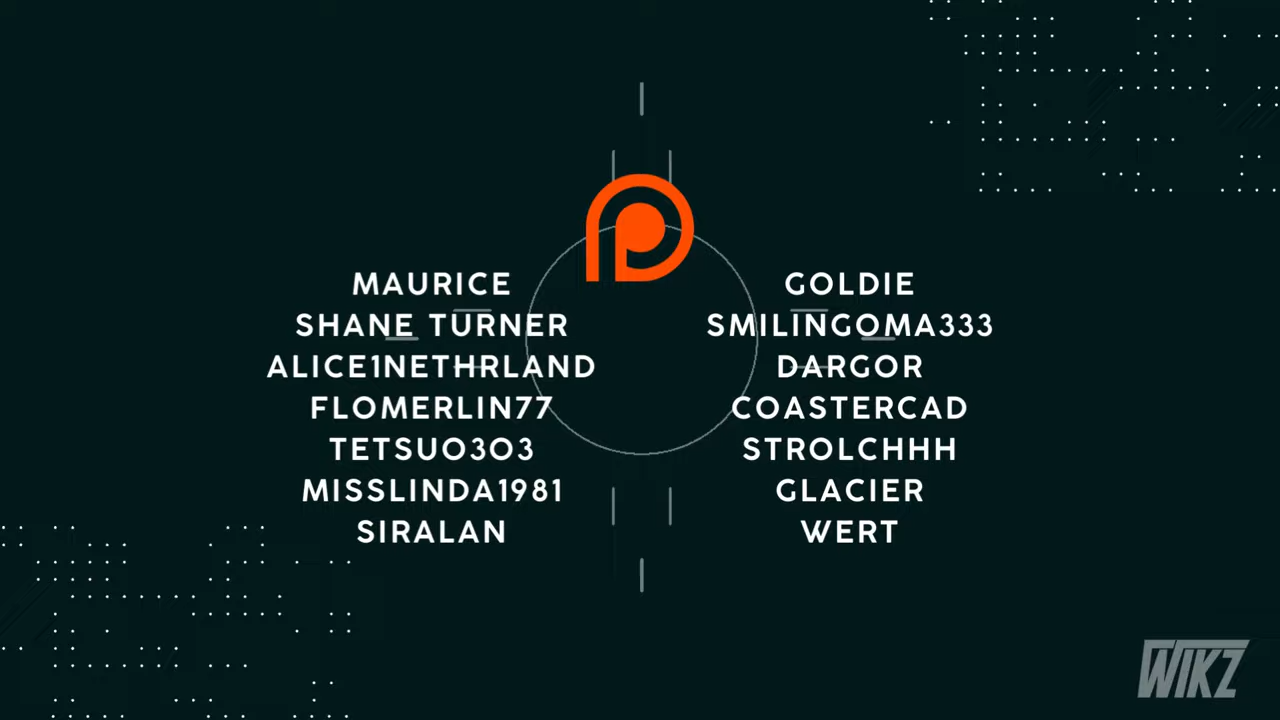 MAURICE
SHANE TURNER
ALICE1NETHRLAND
FLOMERLIN77
TETSUO303
MISSLINDA1981
SIRALAN
GOLDIE
SMILINGOMA333
DARGOR
COASTERCAD
STROLCHHH
GLACIER
WERT
WIKZ